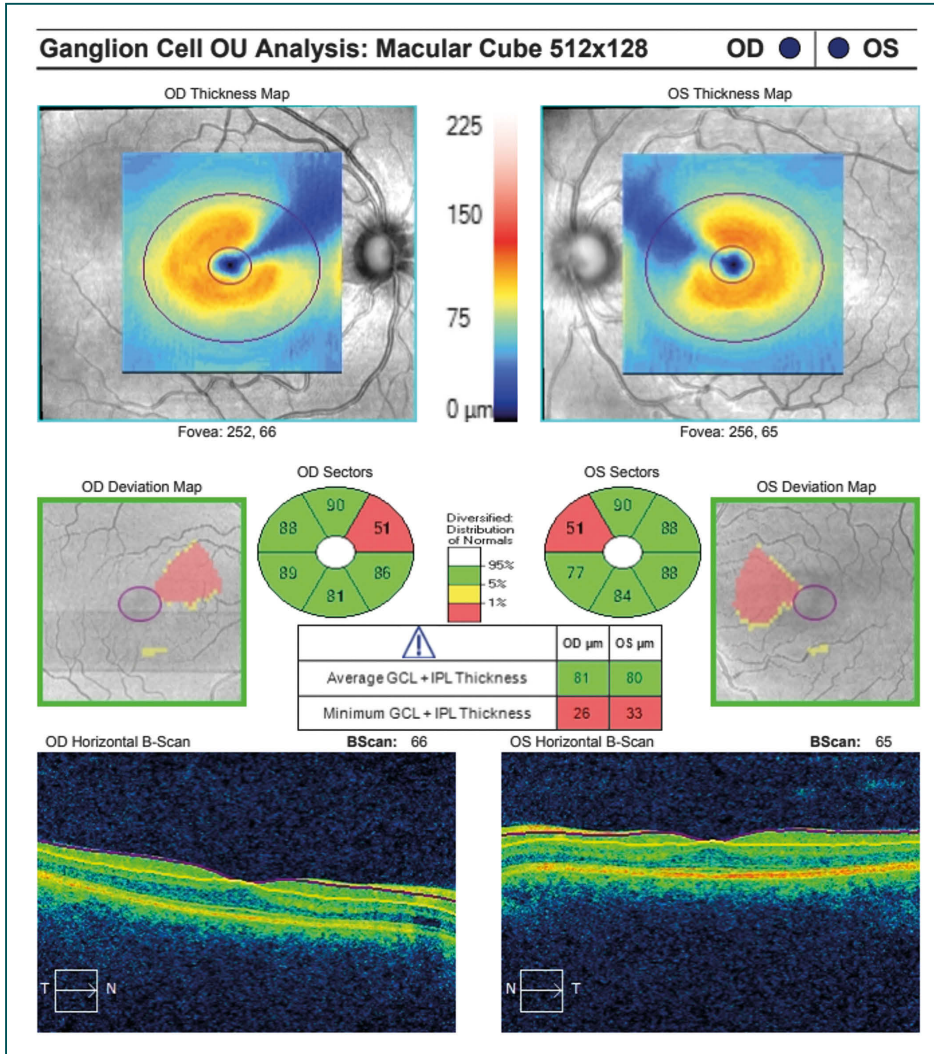 Ganglion Cell OU Analysis: Macular Cube 512x128 OD OS
OD Thickness Map
OS Thickness Map
225
150
75
0 µm
Fovea: 252, 66
Fovea: 256, 65
OD Deviation Map
OD Sectors
OS Sectors
OS Deviation Map
90
88
51
89
86
81
Diversified:
Distribution
of Normals
95%
5%
1%
90
51
88
77
88
84
OD µm OS µm
Average GCL + IPL Thickness 81 80
Minimum GCL + IPL Thickness 26 33
OD Horizontal B-Scan BScan: 66
OS Horizontal B-Scan BScan: 65
T N
N T